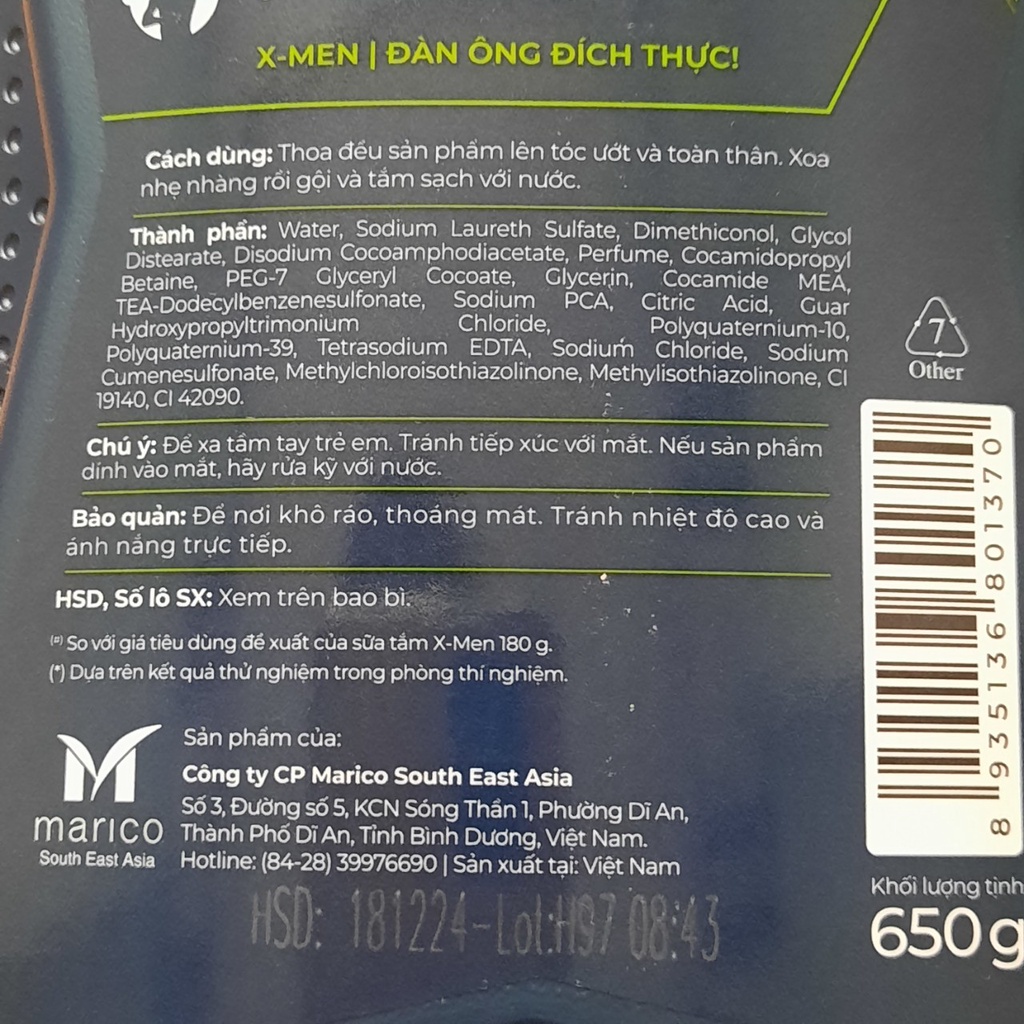 X-MEN | ĐÀN ÔNG ĐÍCH THỰC!
Cách dùng: Thoa đều sản phẩm lên tóc ướt và toàn thân. Xoa
nhẹ nhàng rồi gội và tắm sạch với nước.
Thành phần: Water, Sodium Laureth Sulfate, Dimethiconol, Glycol
Distearate, Disodium Cocoamphodiacetate, Perfume, Cocamidopropyl
Betaine, PEG-7 Glyceryl Cocoate, Glycerin, Cocamide MEA,
TEA-Dodecylbenzenesulfonate, Sodium PCA, Citric Acid, Guar
Hydroxypropyltrimonium Chloride, Polyquaternium-10,
Polyquaternium-39, Tetrasodium EDTA, Sodium Chloride, Sodium
Cumenesulfonate, Methylchloroisothiazolinone, Methylisothiazolinone, CI
19140, CI 42090.
Chú ý: Để xa tầm tay trẻ em. Tránh tiếp xúc với mắt. Nếu sản phẩm
dính vào mắt, hãy rửa kỹ với nước.
Bảo quản: Để nơi khô ráo, thoáng mát. Tránh nhiệt độ cao và
ánh nắng trực tiếp.
HSD, Số lô SX: Xem trên bao bì.
(¤) So với giá tiêu dùng đề xuất của sữa tắm X-Men 180 g.
(*) Dựa trên kết quả thử nghiệm trong phòng thí nghiệm.
marico
South East Asia
Sản phẩm của:
Công ty CP Marico South East Asia
Số 3, Đường số 5, KCN Sóng Thần 1, Phường Dĩ An,
Thành Phố Dĩ An, Tỉnh Bình Dương, Việt Nam.
Hotline: (84-28) 39976690 | Sản xuất tại: Việt Nam
HSD: 181224-Lot:H97 08:43
7
Other
8 935136 801370
Khối lượng tịnh
650g